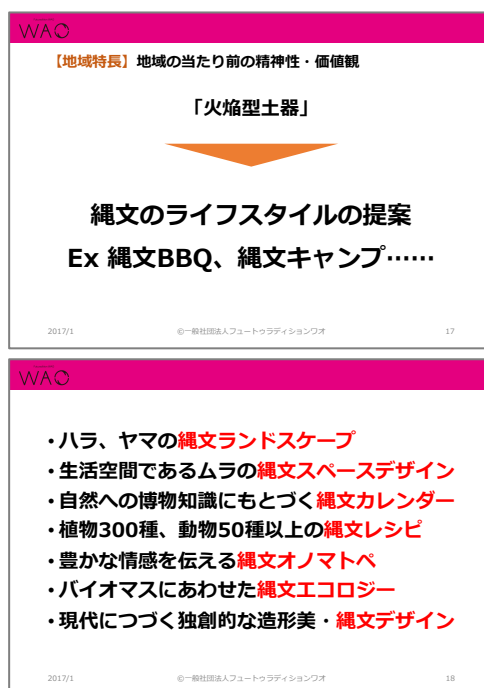 WAO
【地域特長】地域の当たり前の精神性・価値観
「火焔型土器」
縄文のライフスタイルの提案
Ex 縄文BBQ、縄文キャンプ……
2017/1 ©一般社団法人フュートゥラディションワオ 17
WAO
・ハラ、ヤマの縄文ランドスケープ
・生活空間であるムラの縄文スペースデザイン
・自然への博物知識にもとづく縄文カレンダー
・植物300種、動物50種以上の縄文レシピ
・豊かな情感を伝える縄文オノマトペ
・バイオマスにあわせた縄文エコロジー
・現代につづく独創的な造形美・縄文デザイン
2017/1 ©一般社団法人フュートゥラディションワオ 18